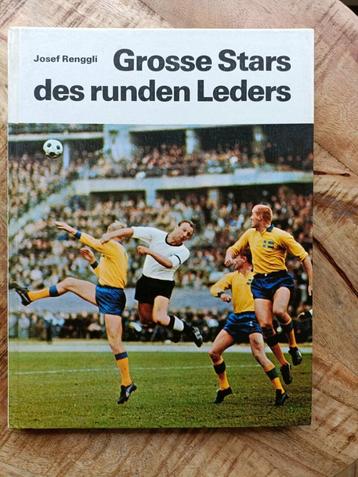 Josef Renggli
Grosse Stars
des runden Leders